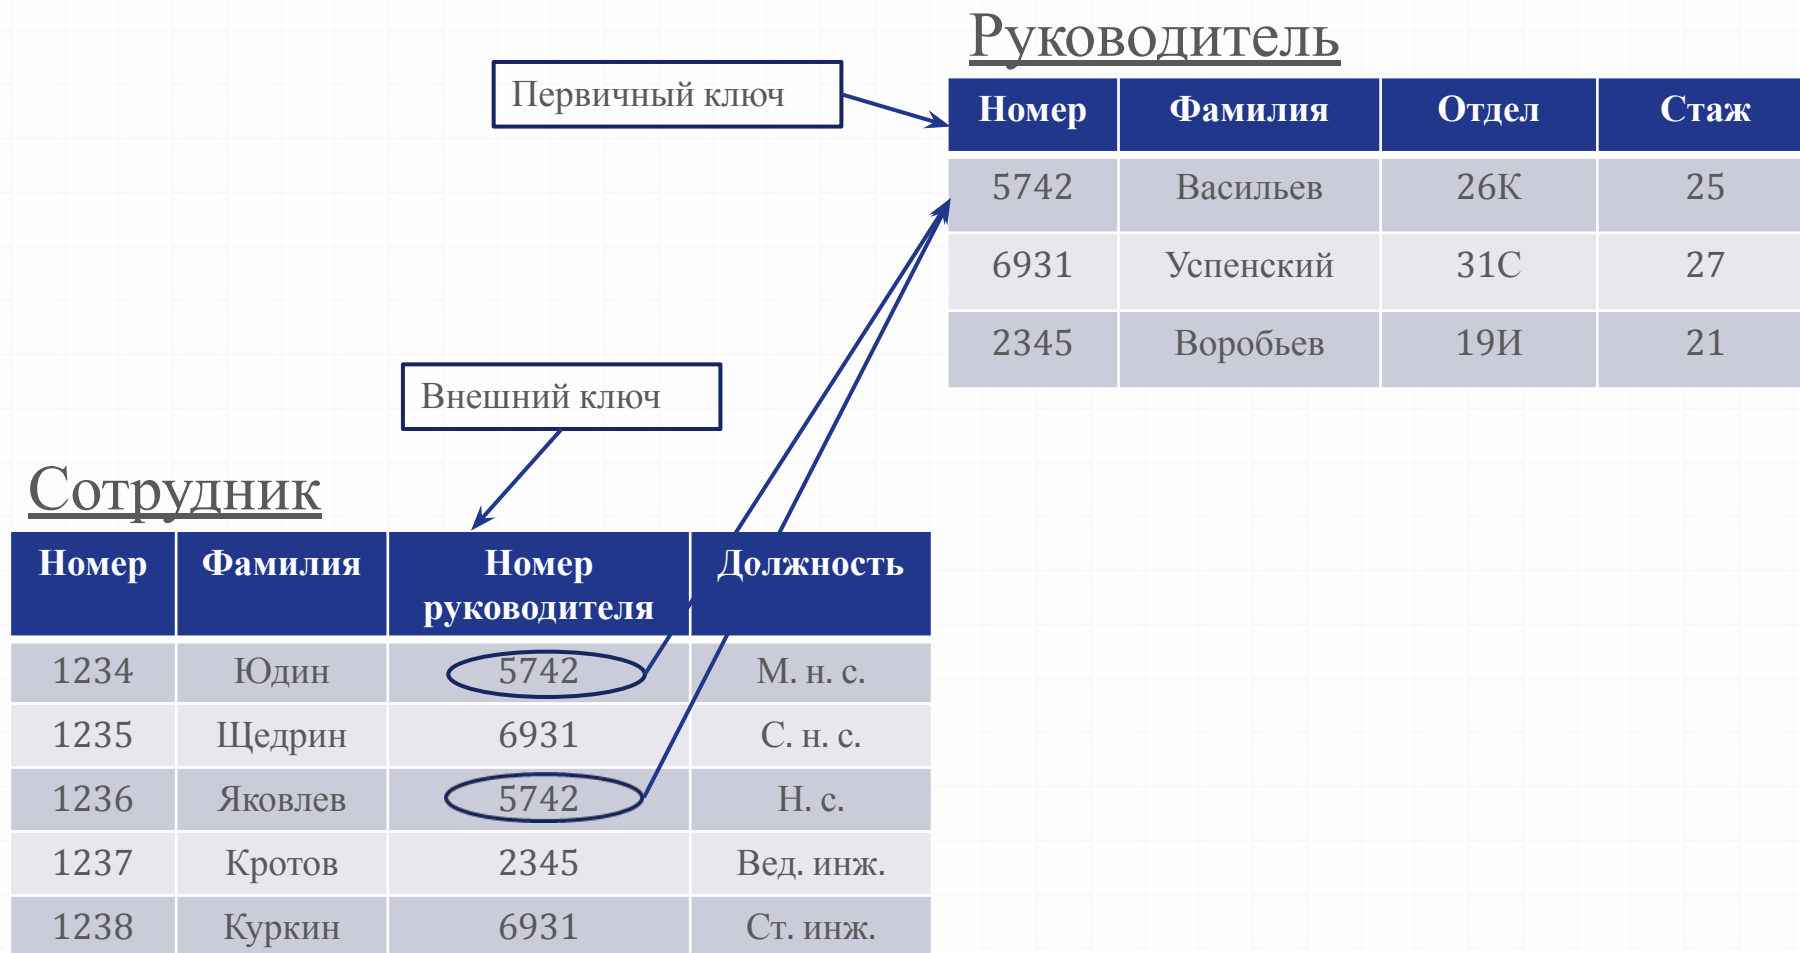 Руководитель
Первичный ключ
Номер Фамилия Отдел Стаж
5742 Васильев 26К 25
6931 Успенский 31С 27
2345 Воробьев 19И 21
Внешний ключ
Сотрудник
Номер Фамилия Номер руководителя Должность
1234 Юдин 5742 М. н. с.
1235 Щедрин 6931 С. н. с.
1236 Яковлев 5742 Н. с.
1237 Кротов 2345 Вед. инж.
1238 Куркин 6931 Ст. инж.